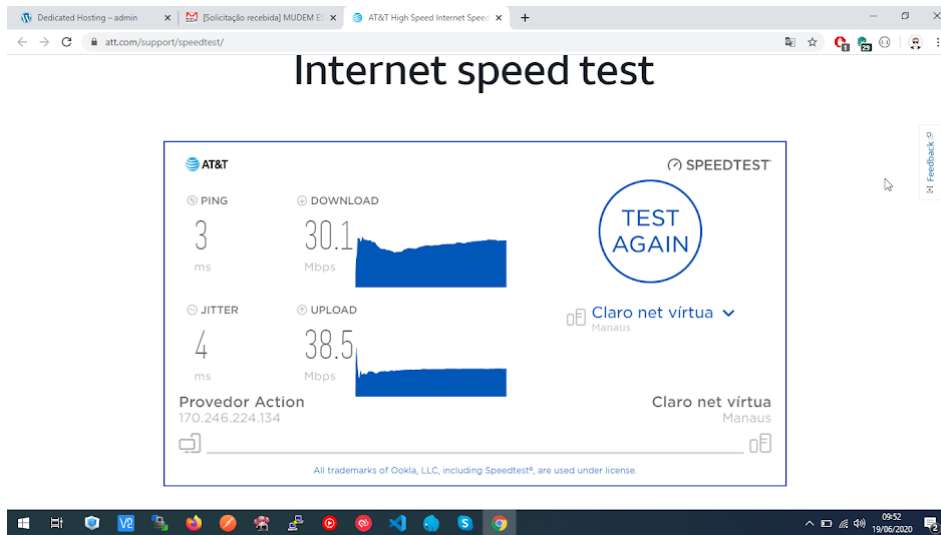 Dedicated Hosting – admin
[Solicitação recebida] MUDEM E
AT&T High Speed Internet Speed
att.com/support/speedtest/
1
29
Internet speed test
Feedback
AT&T
SPEEDTEST
PING
3
ms
DOWNLOAD
30.1
Mbps
TEST
AGAIN
JITTER
4
ms
UPLOAD
38.5
Mbps
Claro net vírtua
Manaus
Provedor Action
170.246.224.134
Claro net vírtua
Manaus
All trademarks of Ookla, LLC, including Speedtest®, are used under license.
09:52
19/06/2020
2